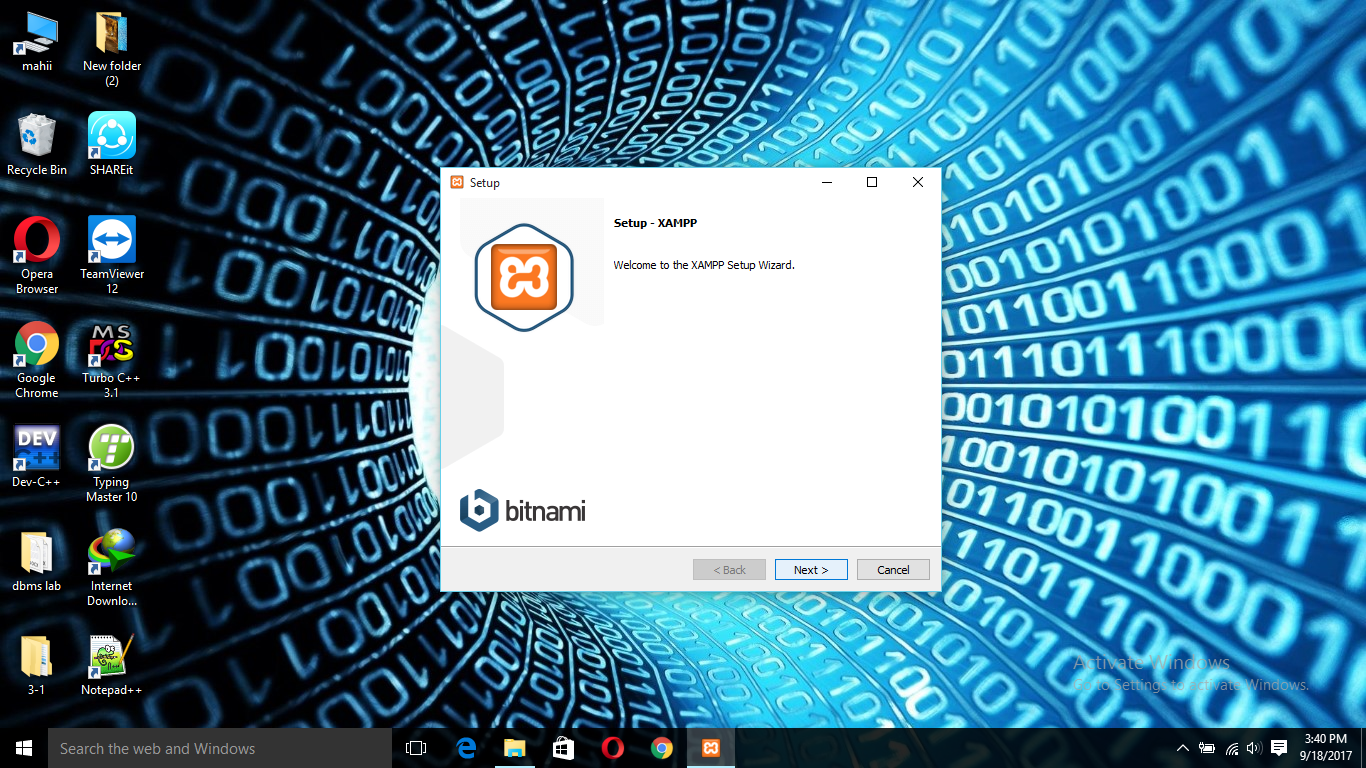 mahii
New folder
(2)
Recycle Bin
SHAREit
Opera
Browser
TeamViewer
12
Google
Chrome
MS
DOS
Turbo C++
3.1
DEV
C++
Dev-C++
Typing
Master 10
dbms lab
Internet
Downlo...
3-1
Notepad++
Setup
Setup - XAMPP
Welcome to the XAMPP Setup Wizard.
bitnami
< Back
Next >
Cancel
Activate Windows
Go to Settings to activate Windows.
Search the web and Windows
3:40 PM
9/18/2017